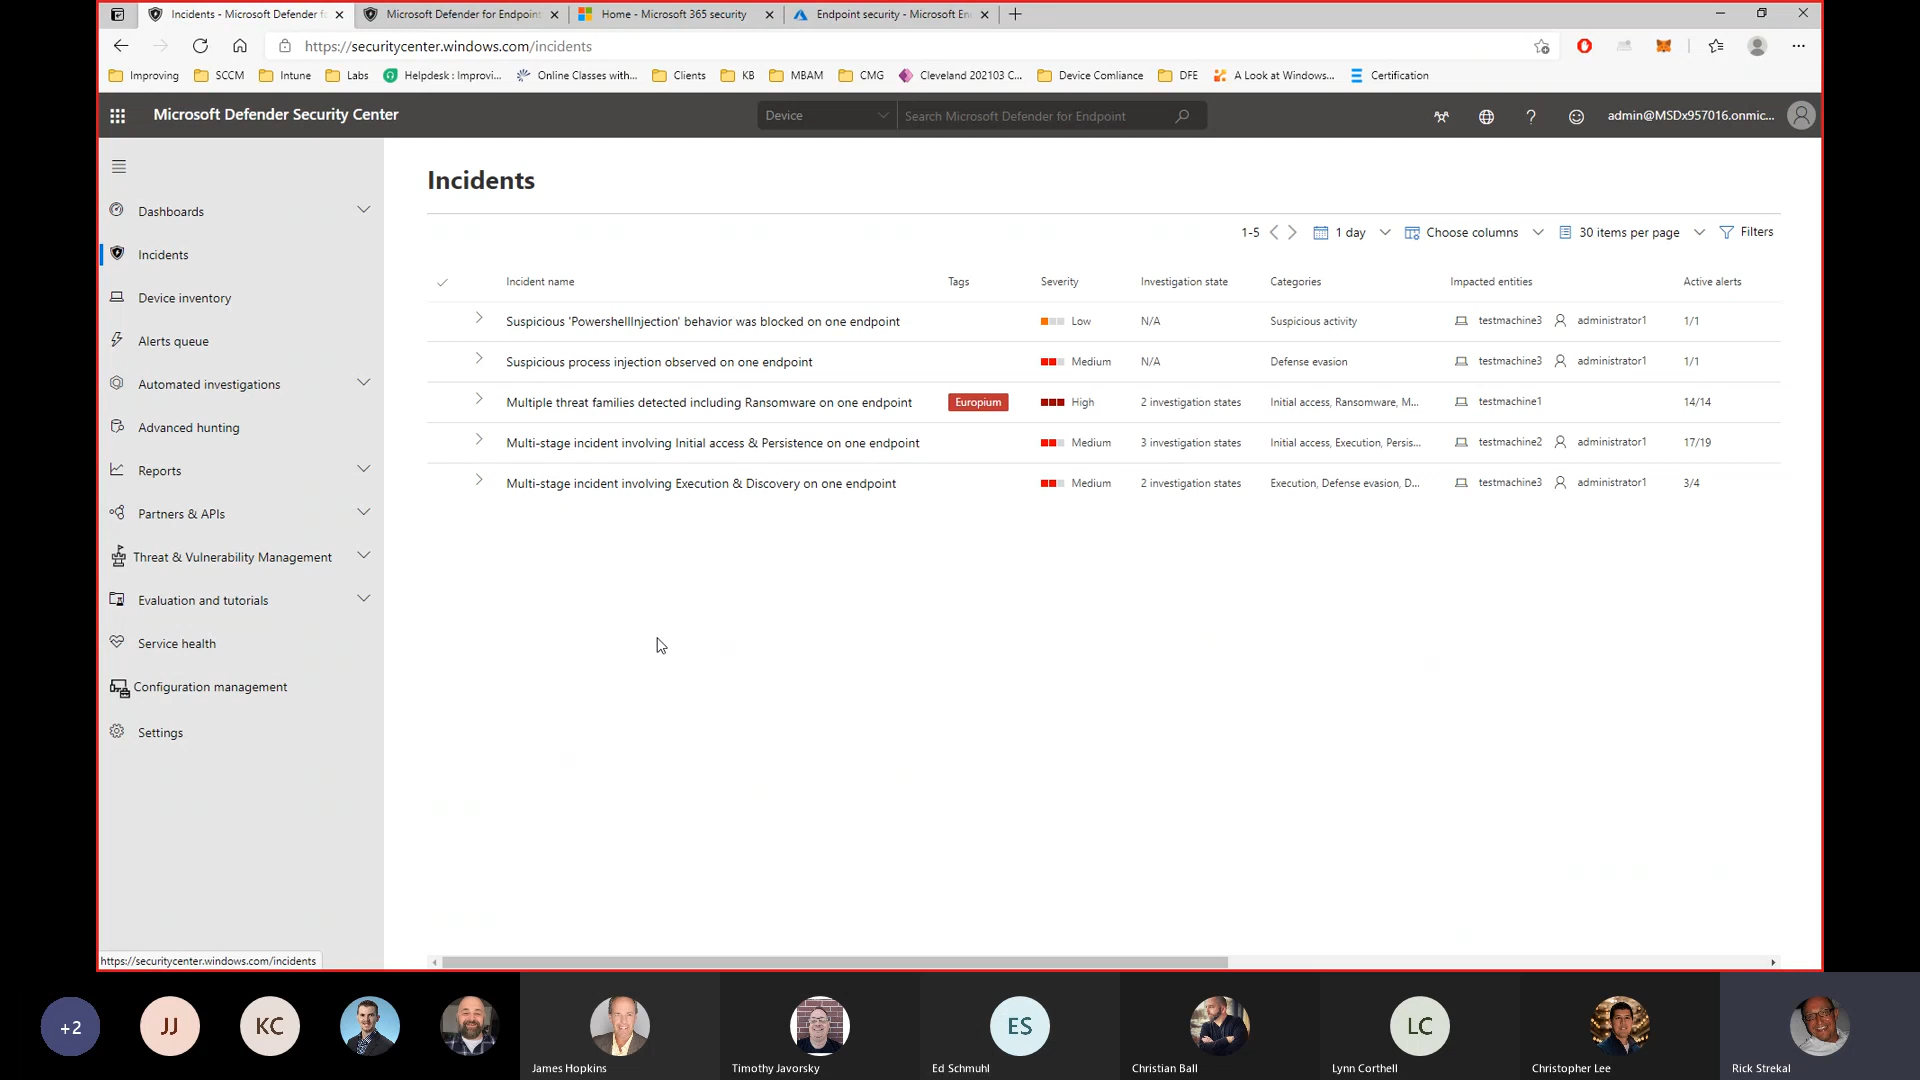 Incidents - Microsoft Defender f
Microsoft Defender for Endpoint
Home - Microsoft 365 security
Endpoint security - Microsoft En
https://securitycenter.windows.com/incidents
Improving
SCCM
Intune
Labs
Helpdesk : Improvi...
Online Classes with...
Clients
KB
MBAM
CMG
Cleveland 202103 C...
Device Comliance
DFE
A Look at Windows...
Certification
Microsoft Defender Security Center
Device
Search Microsoft Defender for Endpoint
?
admin@MSDx957016.onmic...
Dashboards
Incidents
Device inventory
Alerts queue
Automated investigations
Advanced hunting
Reports
Partners & APIs
Threat & Vulnerability Management
Evaluation and tutorials
Service health
Configuration management
Settings
Incidents
1-5
1 day
Choose columns
30 items per page
Filters
Incident name Tags Severity Investigation state Categories Impacted entities Active alerts
Suspicious 'PowershellInjection' behavior was blocked on one endpoint Low N/A Suspicious activity testmachine3 administrator1 1/1
Suspicious process injection observed on one endpoint Medium N/A Defense evasion testmachine3 administrator1 1/1
Multiple threat families detected including Ransomware on one endpoint Europium High 2 investigation states Initial access, Ransomware, M... testmachine1 14/14
Multi-stage incident involving Initial access & Persistence on one endpoint Medium 3 investigation states Initial access, Execution, Persis... testmachine2 administrator1 17/19
Multi-stage incident involving Execution & Discovery on one endpoint Medium 2 investigation states Execution, Defense evasion, D... testmachine3 administrator1 3/4
https://securitycenter.windows.com/incidents
+2
JJ
KC
ES
LC
James Hopkins
Timothy Javorsky
Ed Schmuhl
Christian Ball
Lynn Corthell
Christopher Lee
Rick Strekal